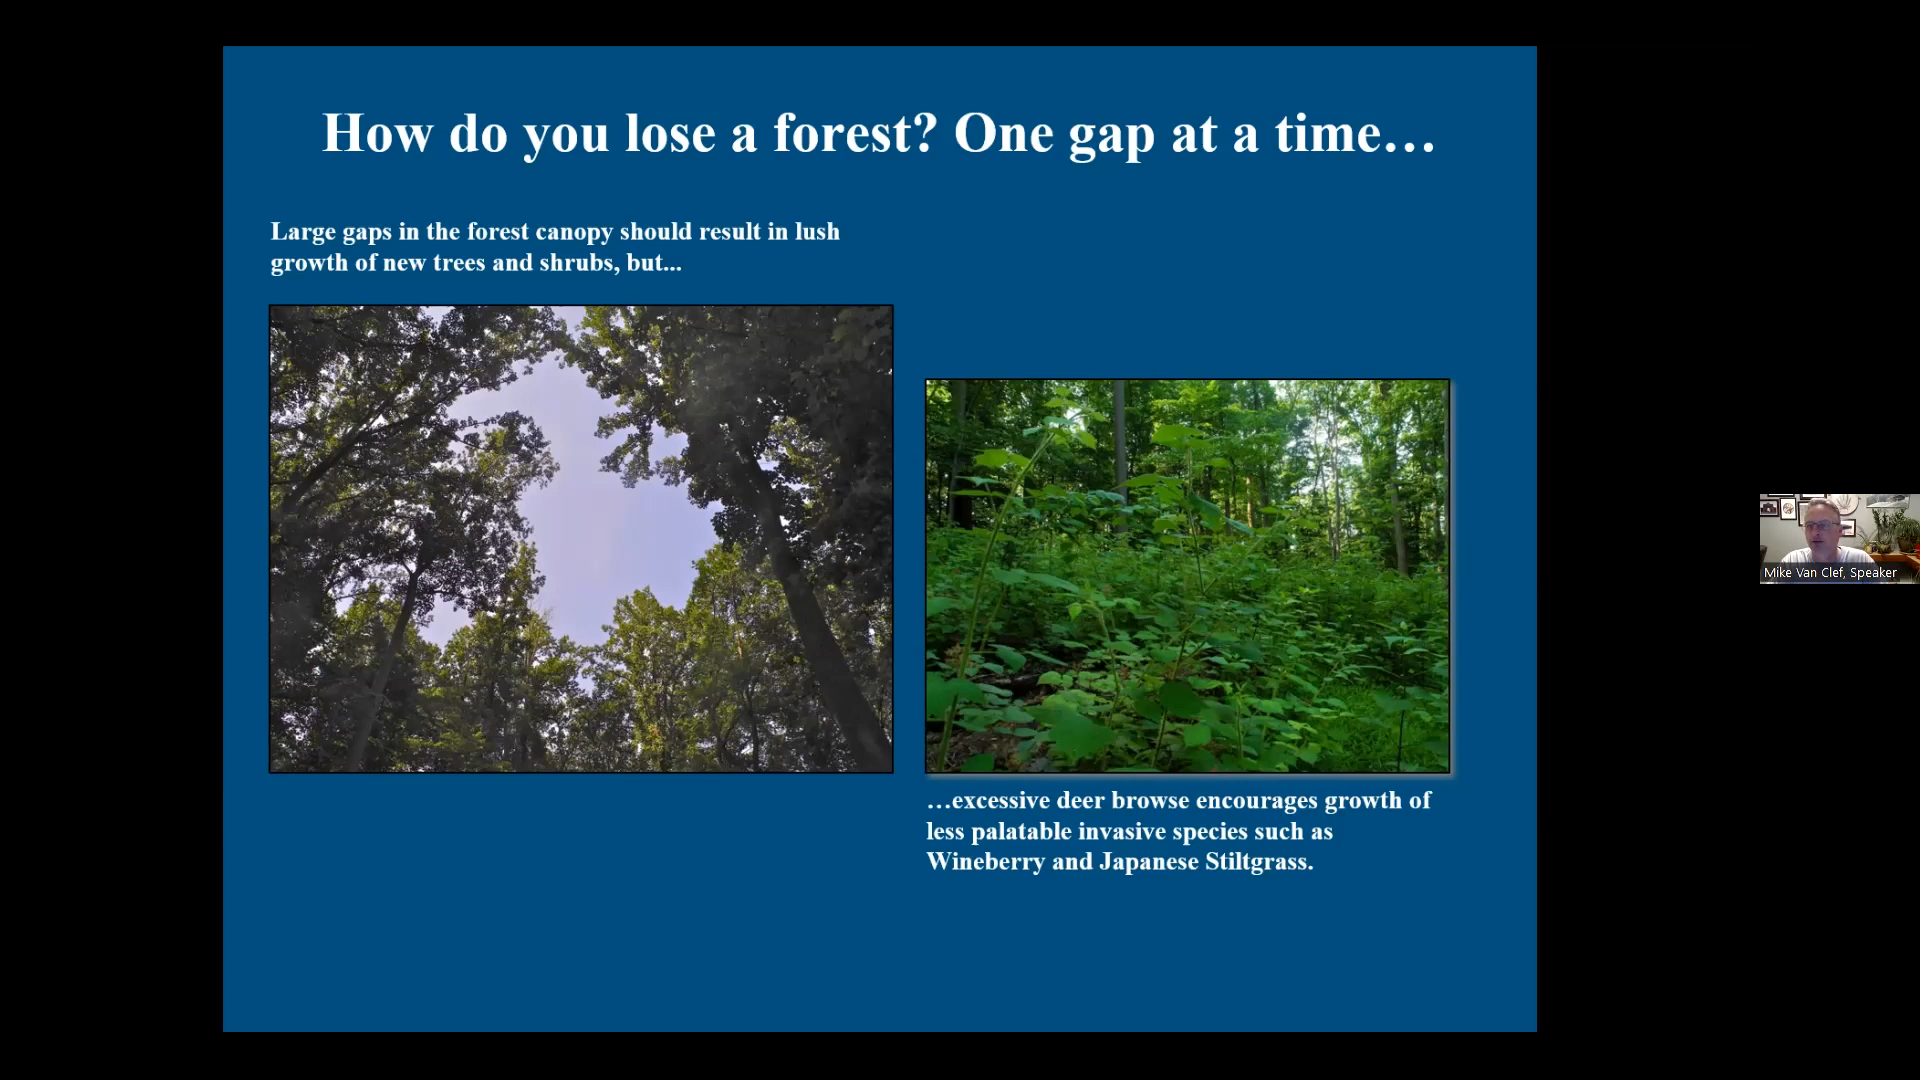 How do you lose a forest? One gap at a time…
Large gaps in the forest canopy should result in lush
growth of new trees and shrubs, but...
…excessive deer browse encourages growth of
less palatable invasive species such as
Wineberry and Japanese Stiltgrass.
Mike Van Clef, Speaker